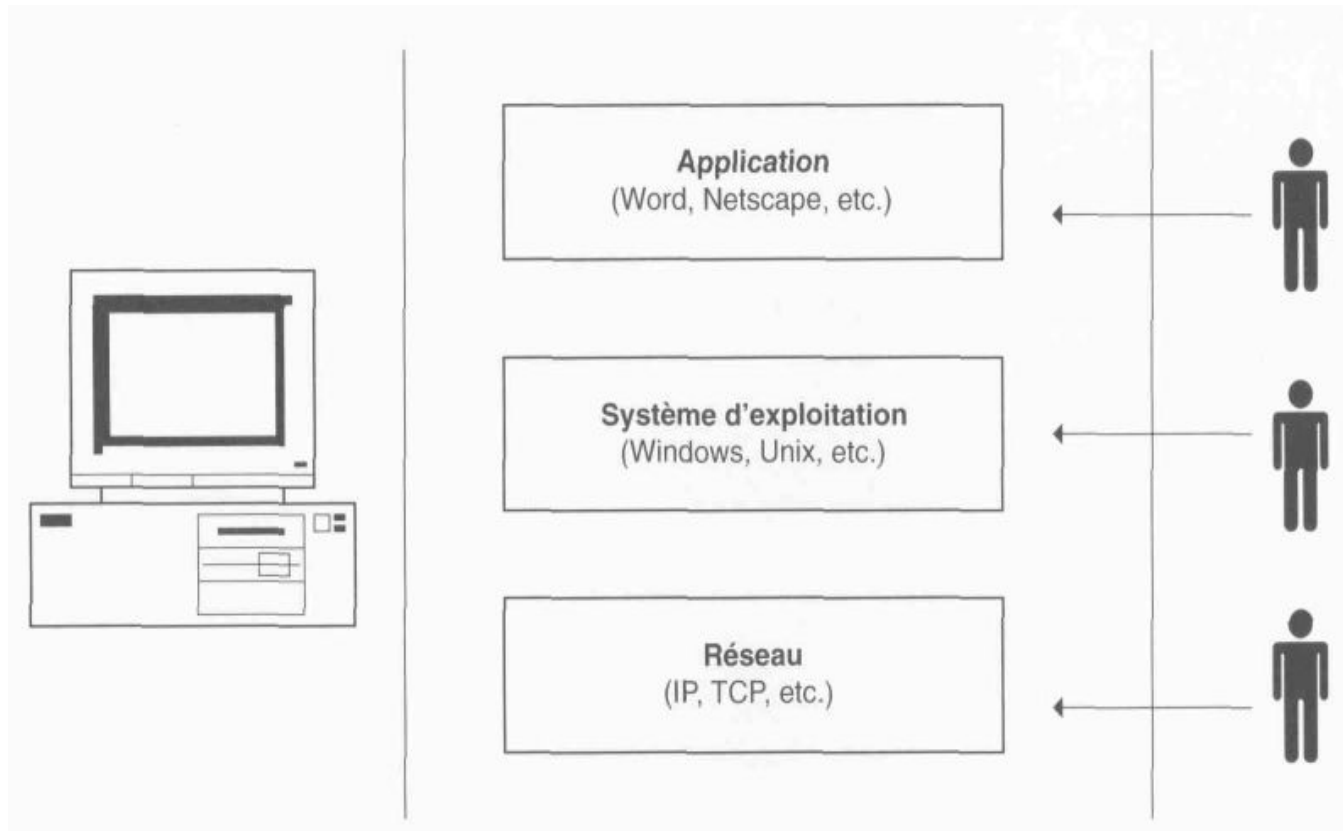 Application
(Word, Netscape, etc.)
Système d'exploitation
(Windows, Unix, etc.)
Réseau
(IP, TCP, etc.)